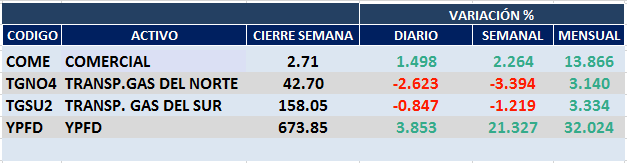 VARIACIÓN %
CODIGO ACTIVO CIERRE SEMANA DIARIO SEMANAL MENSUAL
COME COMERCIAL 2.71 1.498 2.264 13.866
TGNO4 TRANSP.GAS DEL NORTE 42.70 -2.623 -3.394 3.140
TGSU2 TRANSP. GAS DEL SUR 158.05 -0.847 -1.219 3.334
YPFD YPFD 673.85 3.853 21.327 32.024